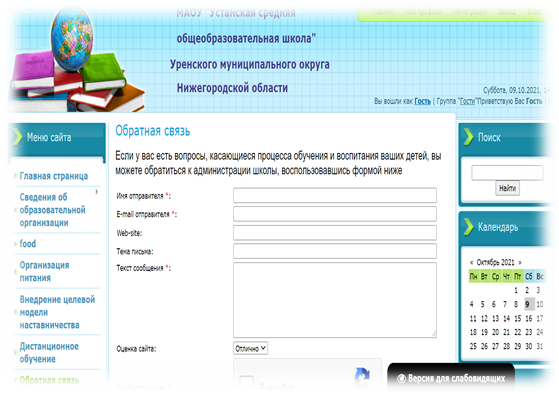 МАОУ "Устанская средняя
общеобразовательная школа"
Уренского муниципального округа
Нижегородской области
Суббота, 09.10.2021,
Вы вошли как Гость | Группа "Гости"Приветствую Вас Гость
Меню сайта
Главная страница
Сведения об
образовательной
организации
food
Организация
питания
Внедрение целевой
модели
наставничества
Дистанционное
обучение
Обратная связь
Обратная связь
Если у вас есть вопросы, касающиеся процесса обучения и воспитания ваших детей, вы
можете обратиться к администрации школы, воспользовавшись формой ниже
Имя отправителя *:
E-mail отправителя *:
Web-site:
Тема письма:
Текст сообщения *:
Оценка сайта:
Отлично
Поиск
Найти
Календарь
« Октябрь 2021 »
Пн Вт Ср Чт Пт Сб Вс
1 2 3
4 5 6 7 8 9 10
11 12 13 14 15 16 17
18 19 20 21 22 23 24
25 26 27 28 29 30 31
Версия для слабовидящих